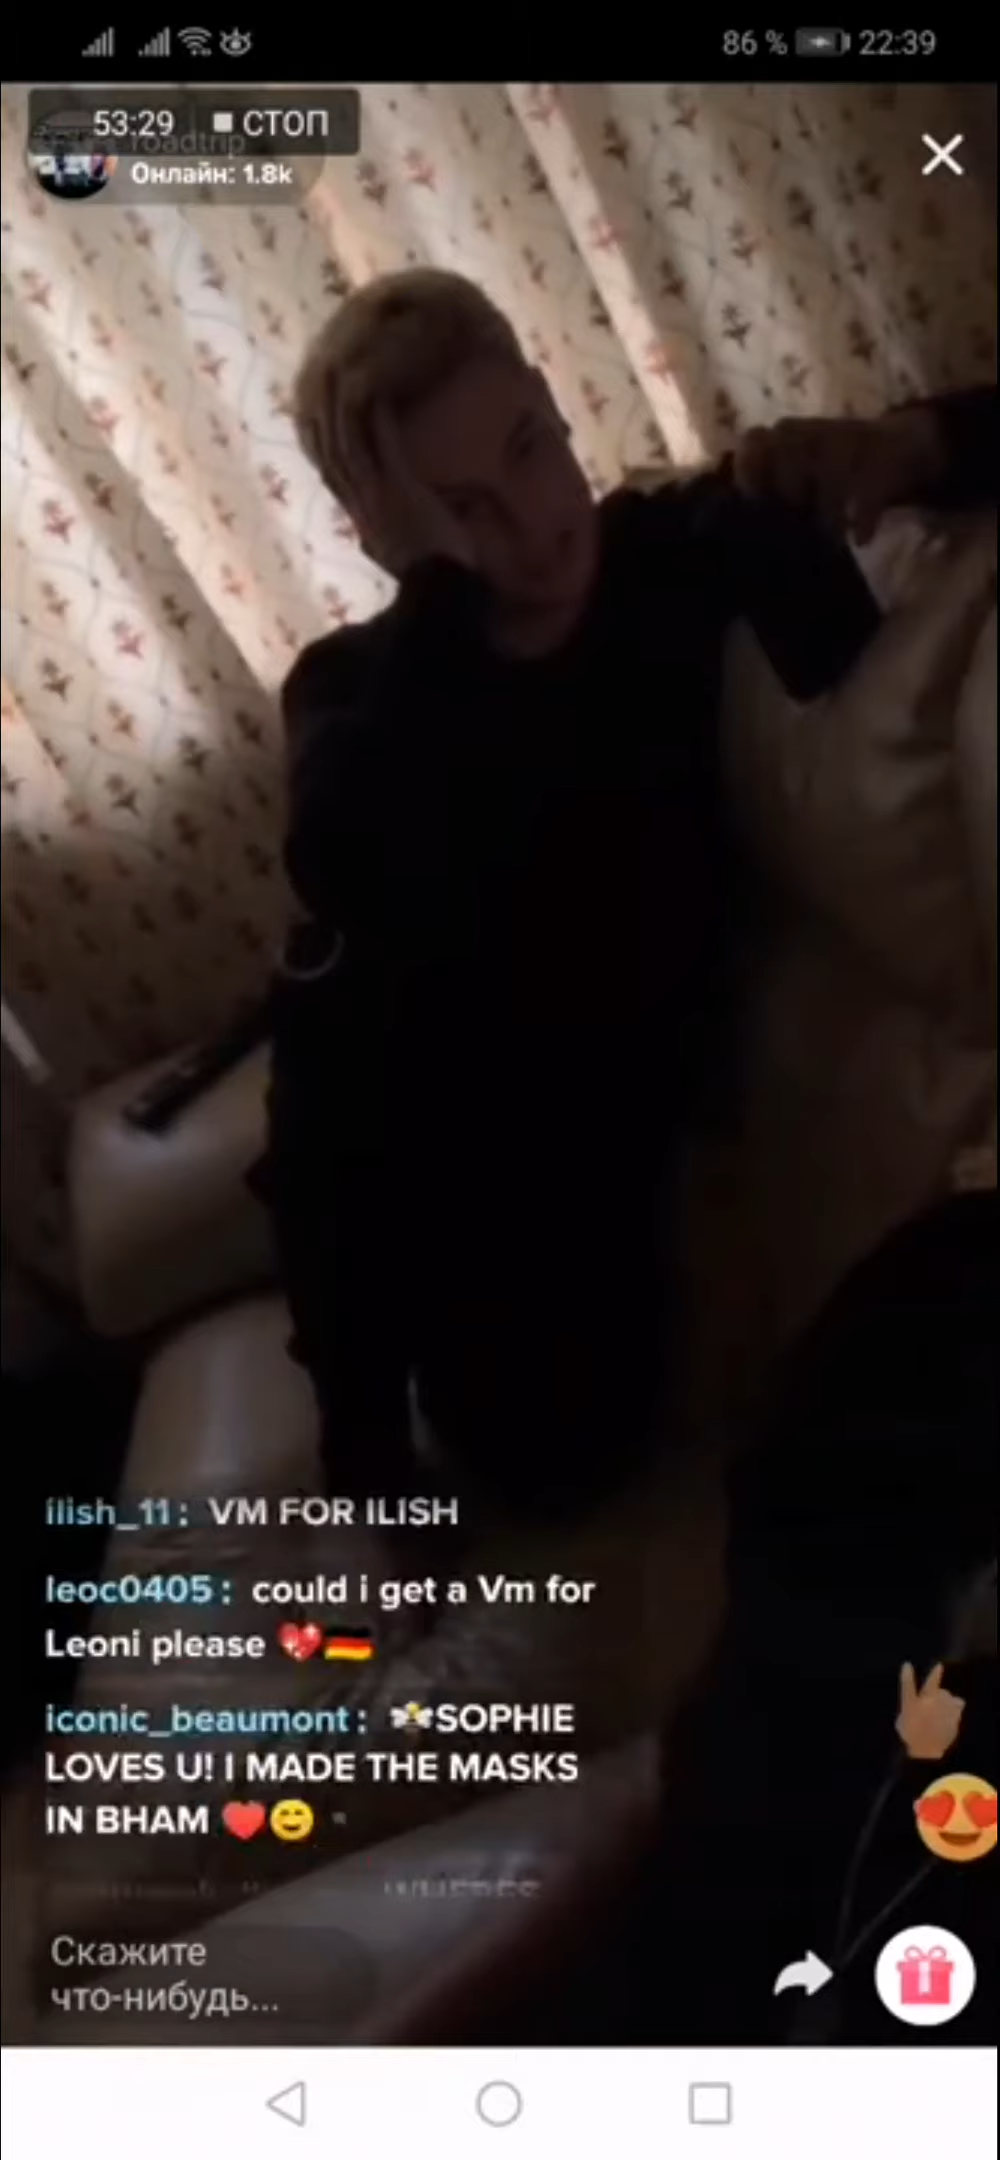 86 % 22:39
53:29 СТОП
roadtrip
Онлайн: 1.8k
ilish_11: VM FOR ILISH
leoc0405: could i get a Vm for
Leoni please 💖🇩🇪
iconic_beaumont: SOPHIE
LOVES U! I MADE THE MASKS
IN BHAM ❤️😊
Скажите
что-нибудь...